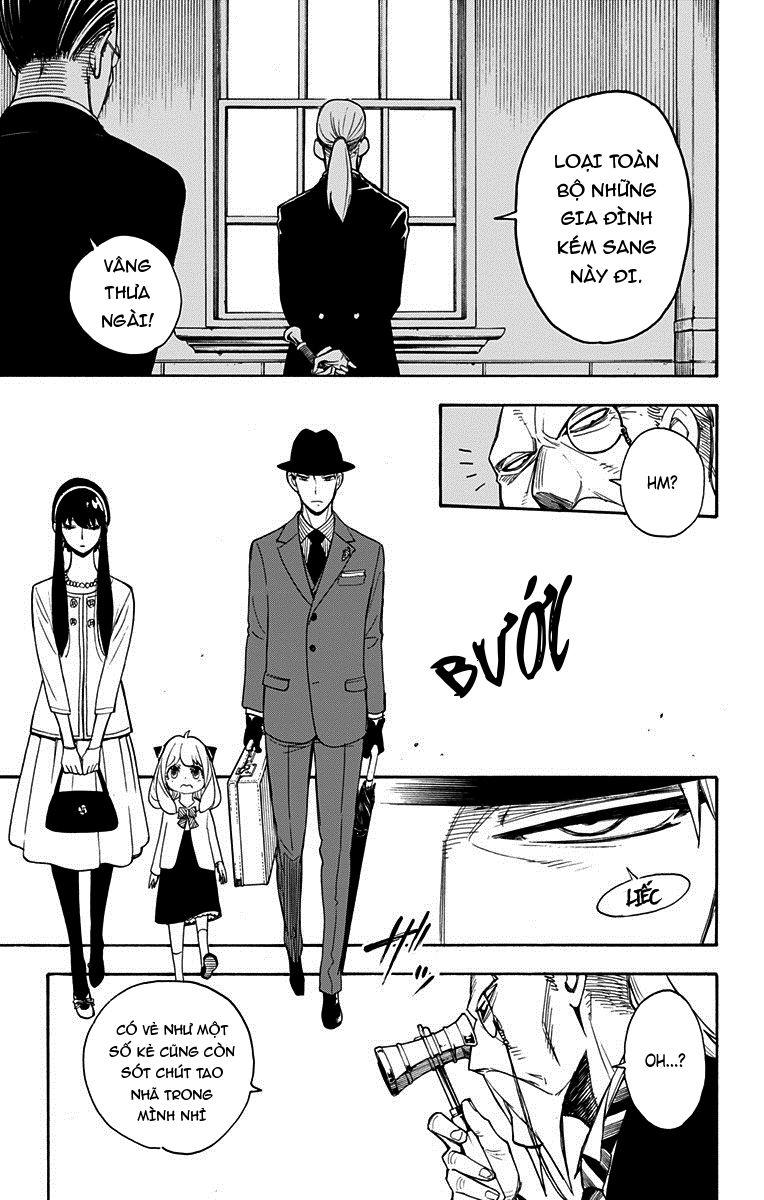 LOẠI TOÀN
BỘ NHỮNG
GIA ĐÌNH
KÉM SANG
NÀY ĐI.
VÂNG
THƯA
NGÀI!
HM?
BƯỚC
LIẾC
OH...?
CÓ VẺ NHƯ MỘT
SỐ KẺ CŨNG CÒN
SÓT CHÚT TAO
NHÃ TRONG
MÌNH NHỈ